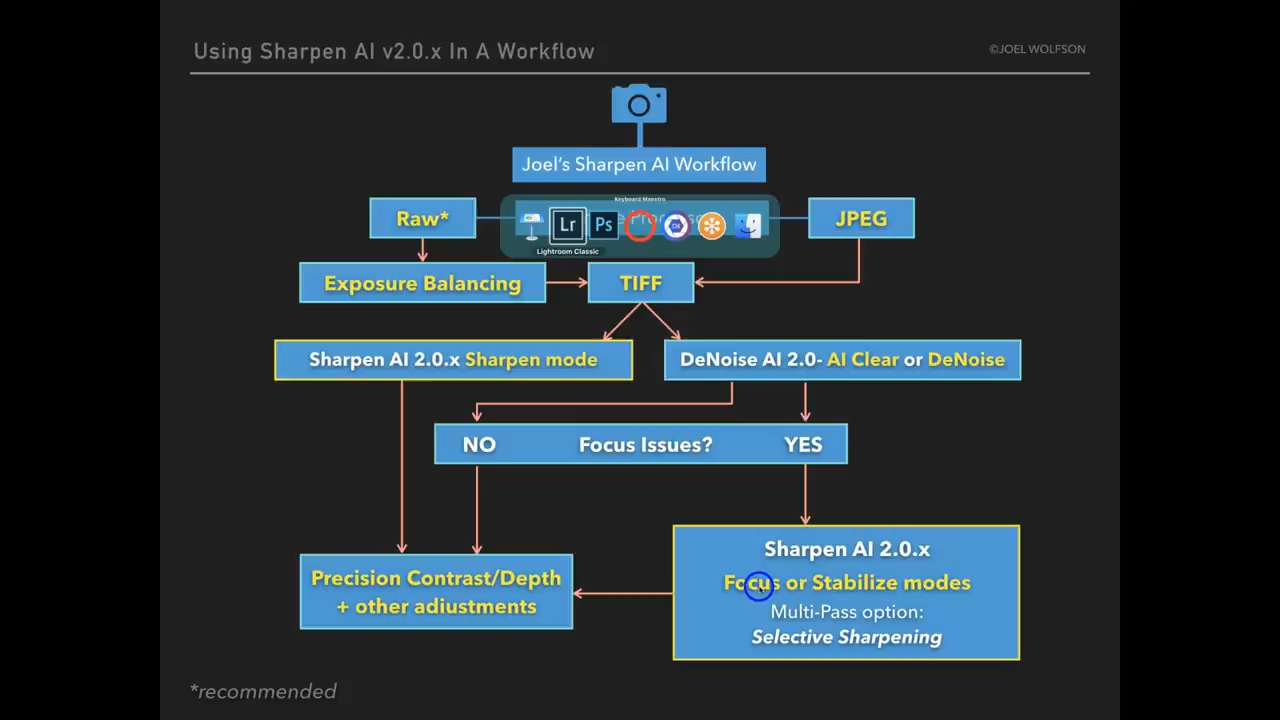 Using Sharpen AI v2.0.x In A Workflow
©JOEL WOLFSON
Joel's Sharpen AI Workflow
Keyboard Maestro
Raw*
Lr
Ps
JPEG
Lightroom Classic
Exposure Balancing
TIFF
Sharpen AI 2.0.x Sharpen mode
DeNoise AI 2.0- AI Clear or DeNoise
NO
Focus Issues?
YES
Sharpen AI 2.0.x
Focus or Stabilize modes
Multi-Pass option:
Selective Sharpening
Precision Contrast/Depth
+ other adiustments
*recommended